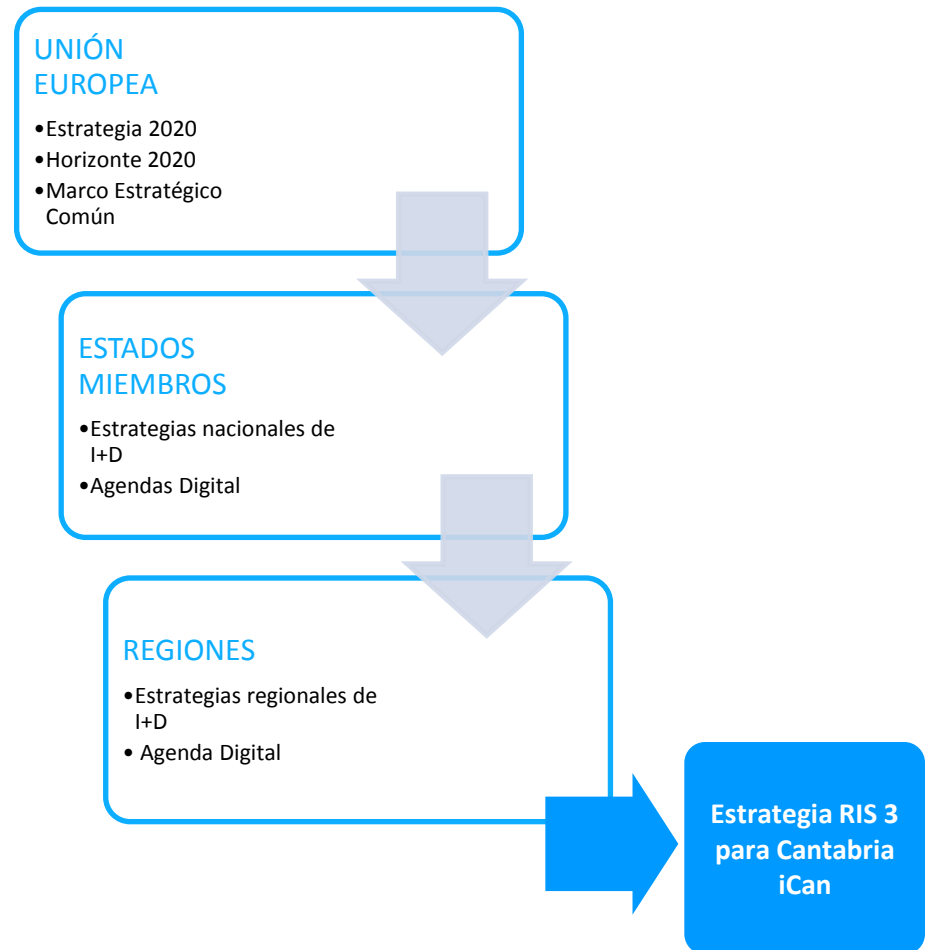 UNIÓN
EUROPEA
•Estrategia 2020
•Horizonte 2020
•Marco Estratégico
Común
ESTADOS
MIEMBROS
•Estrategias nacionales de
I+D
•Agendas Digital
REGIONES
•Estrategias regionales de
I+D
• Agenda Digital
Estrategia RIS 3
para Cantabria
iCan